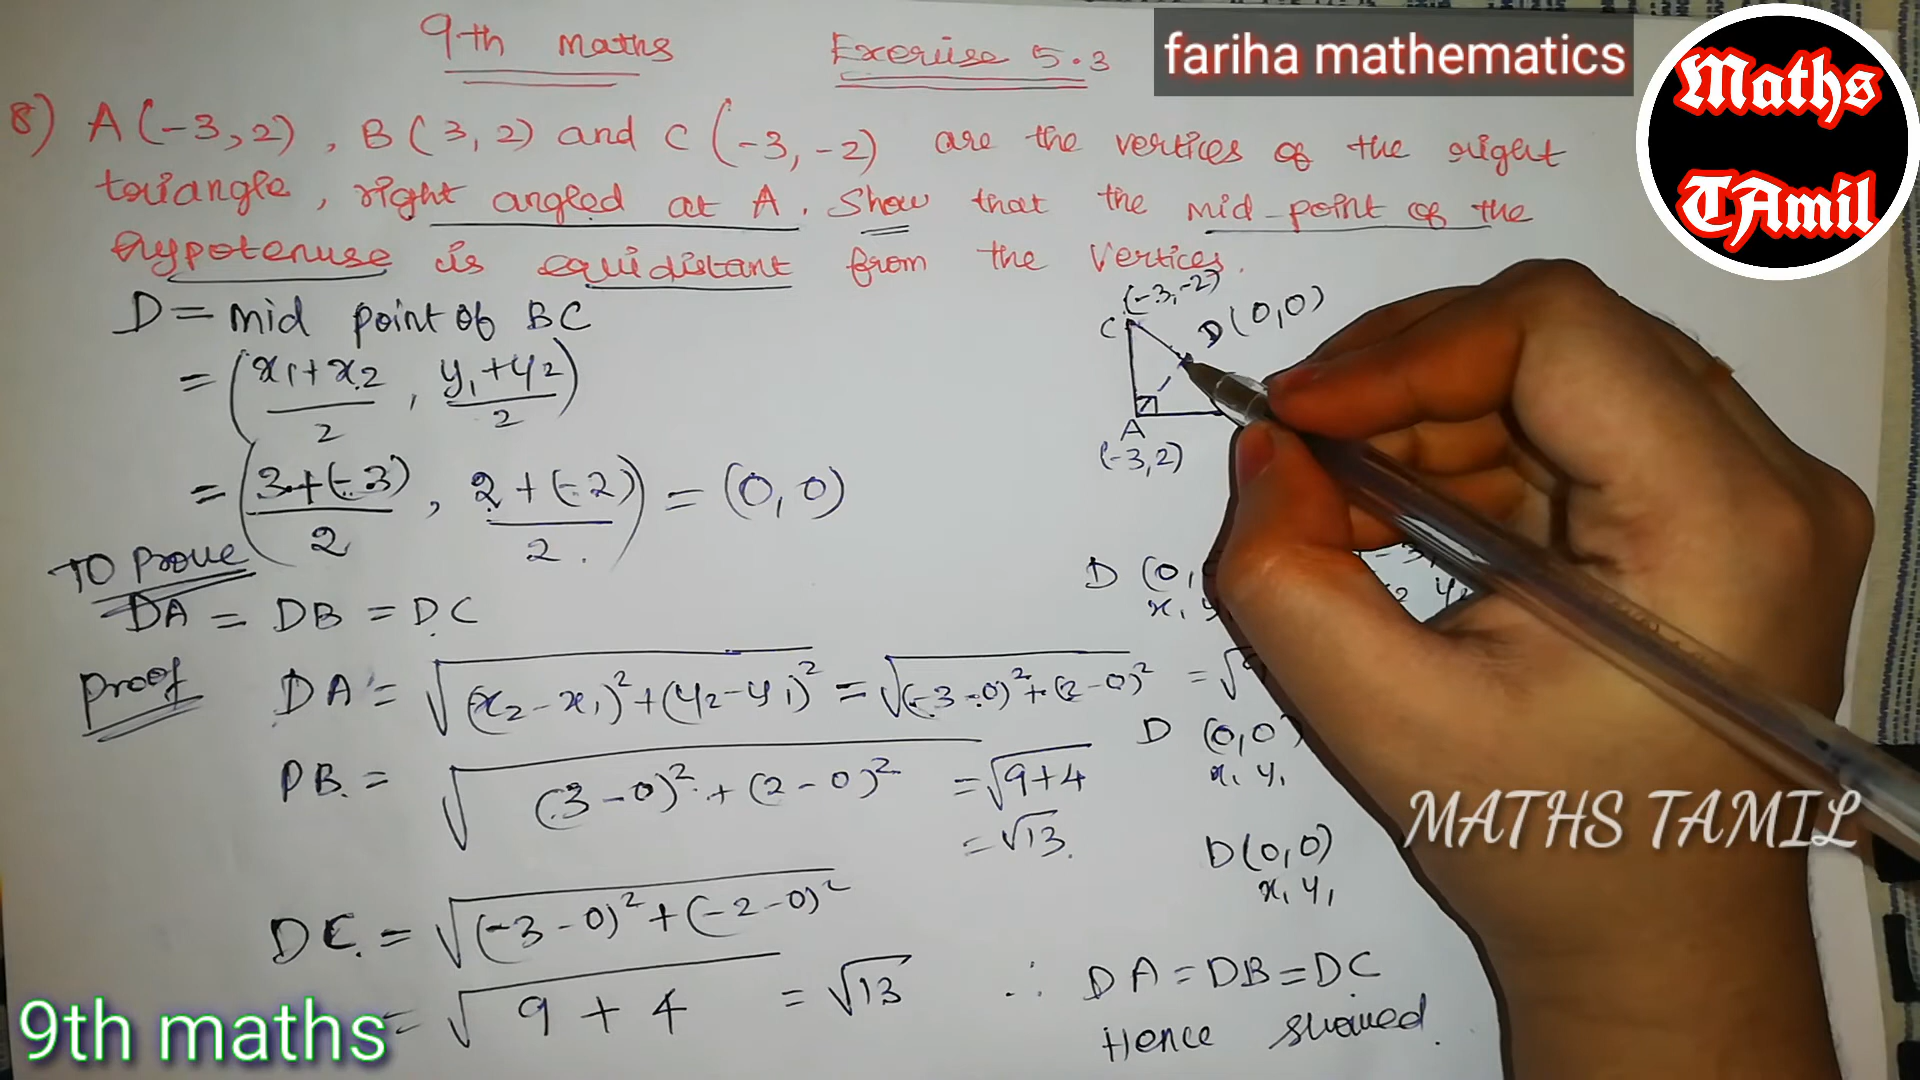 9th maths Exercise 5.3
fariha mathematics
Maths TAmil
8) A(-3,2), B(3,2) and C(-3,-2) are the vertices of the right
triangle, right angled at A. Show that the mid-point of the
hypotenuse is equidistant from the vertices.
D = mid point of BC
= (x₁+x₂/2, y₁+y₂/2)
= (3+(-3)/2, 2+(-2)/2) = (0,0)
C (-3,-2)
D(0,0)
A
(-3,2)
TO Prove
DA = DB = DC
D (0,
x₁ y
Proof DA = √(x₂-x₁)²+(y₂-y₁)² = √(-3-0)²+(2-0)² = √9
D (0,0)
x₁ y₁
DB = √(3-0)²+(2-0)² = √9+4
= √13.
D(0,0)
x₁ y₁
DC = √(-3-0)²+(-2-0)²
= √9+4 = √13
∴ DA=DB=DC
Hence showed.
MATHS TAMIL
9th maths